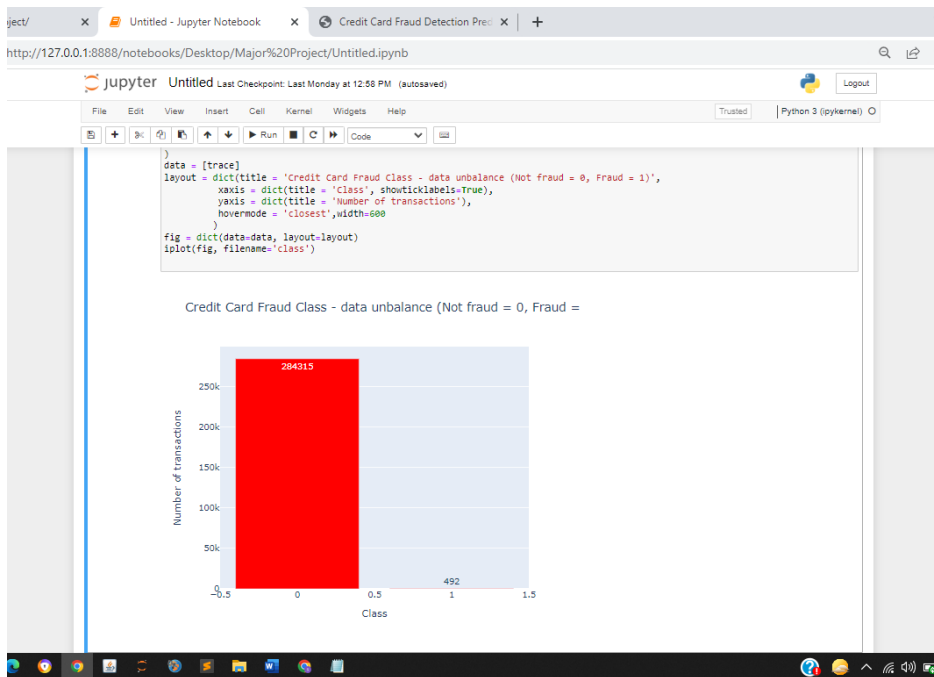 ject/ × Untitled - Jupyter Notebook × Credit Card Fraud Detection Pred × +
http://127.0.0.1:8888/notebooks/Desktop/Major%20Project/Untitled.ipynb
jupyter Untitled Last Checkpoint: Last Monday at 12:58 PM (autosaved)
Logout
File Edit View Insert Cell Kernel Widgets Help Trusted Python 3 (ipykernel)
Run Code
)
data = [trace]
layout = dict(title = 'Credit Card Fraud Class - data unbalance (Not fraud = 0, Fraud = 1)',
xaxis = dict(title = 'Class', showticklabels=True),
yaxis = dict(title = 'Number of transactions'),
hovermode = 'closest',width=600
)
fig = dict(data=data, layout=layout)
iplot(fig, filename='class')
Credit Card Fraud Class - data unbalance (Not fraud = 0, Fraud =
284315
250k
200k
150k
100k
50k
0
Number of transactions
492
−0.5 0 0.5 1 1.5
Class